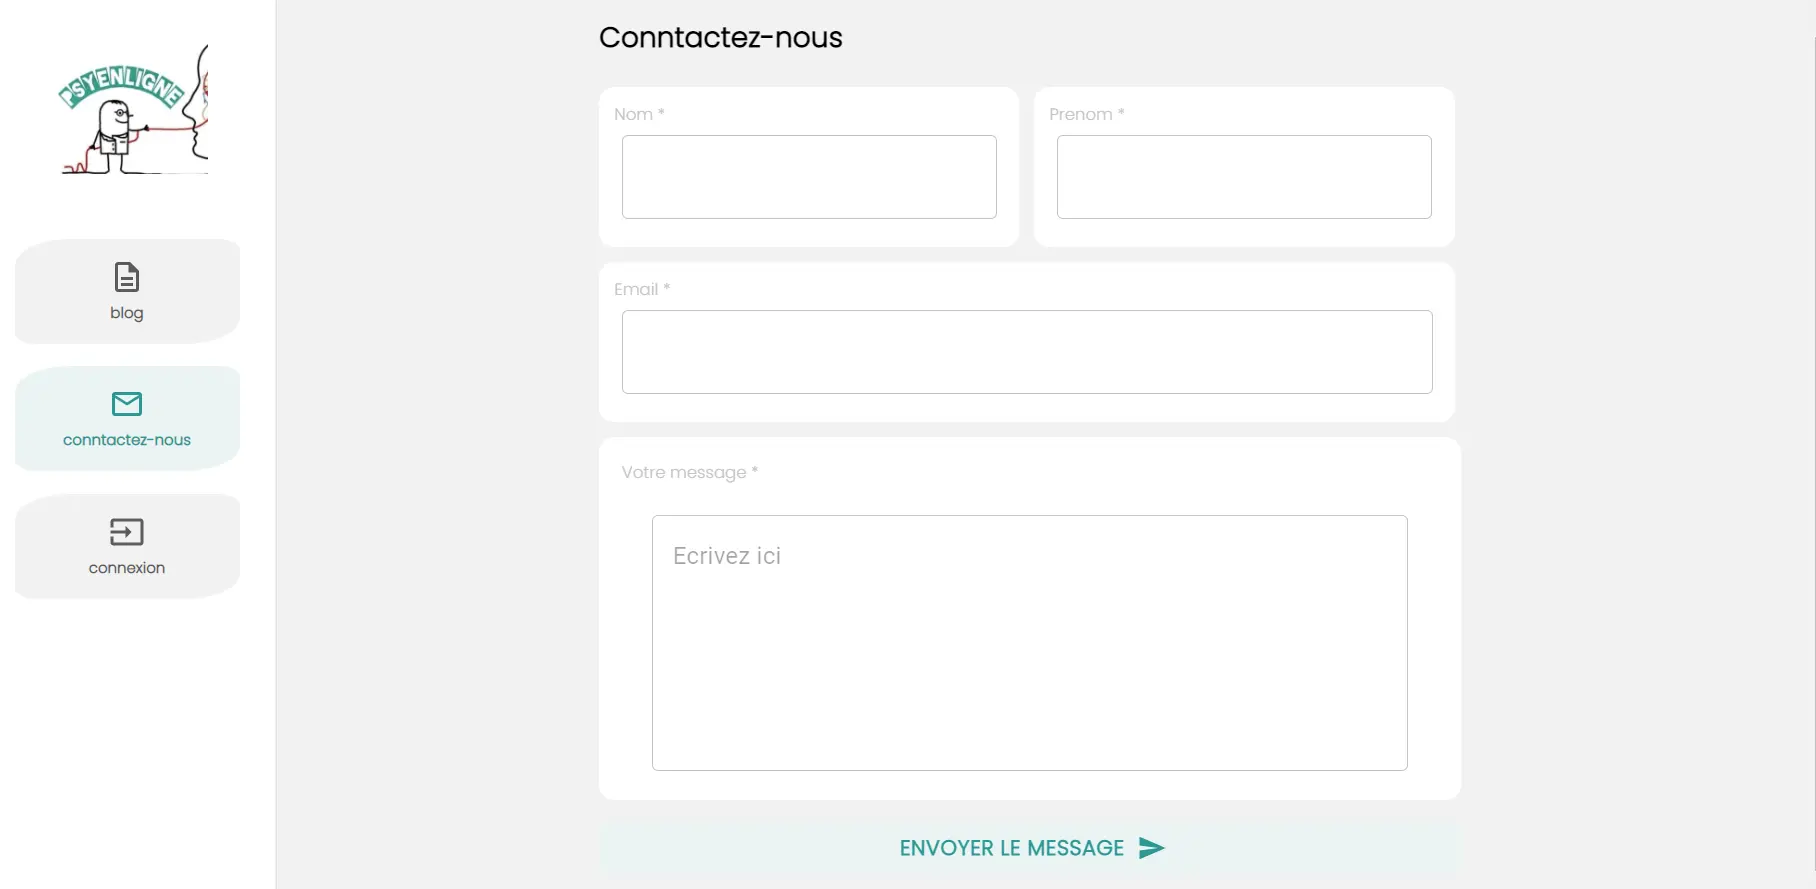 PSYENLIGNE
blog
conntactez-nous
connexion
Conntactez-nous
Nom *
Prenom *
Email *
Votre message *
Ecrivez ici
ENVOYER LE MESSAGE